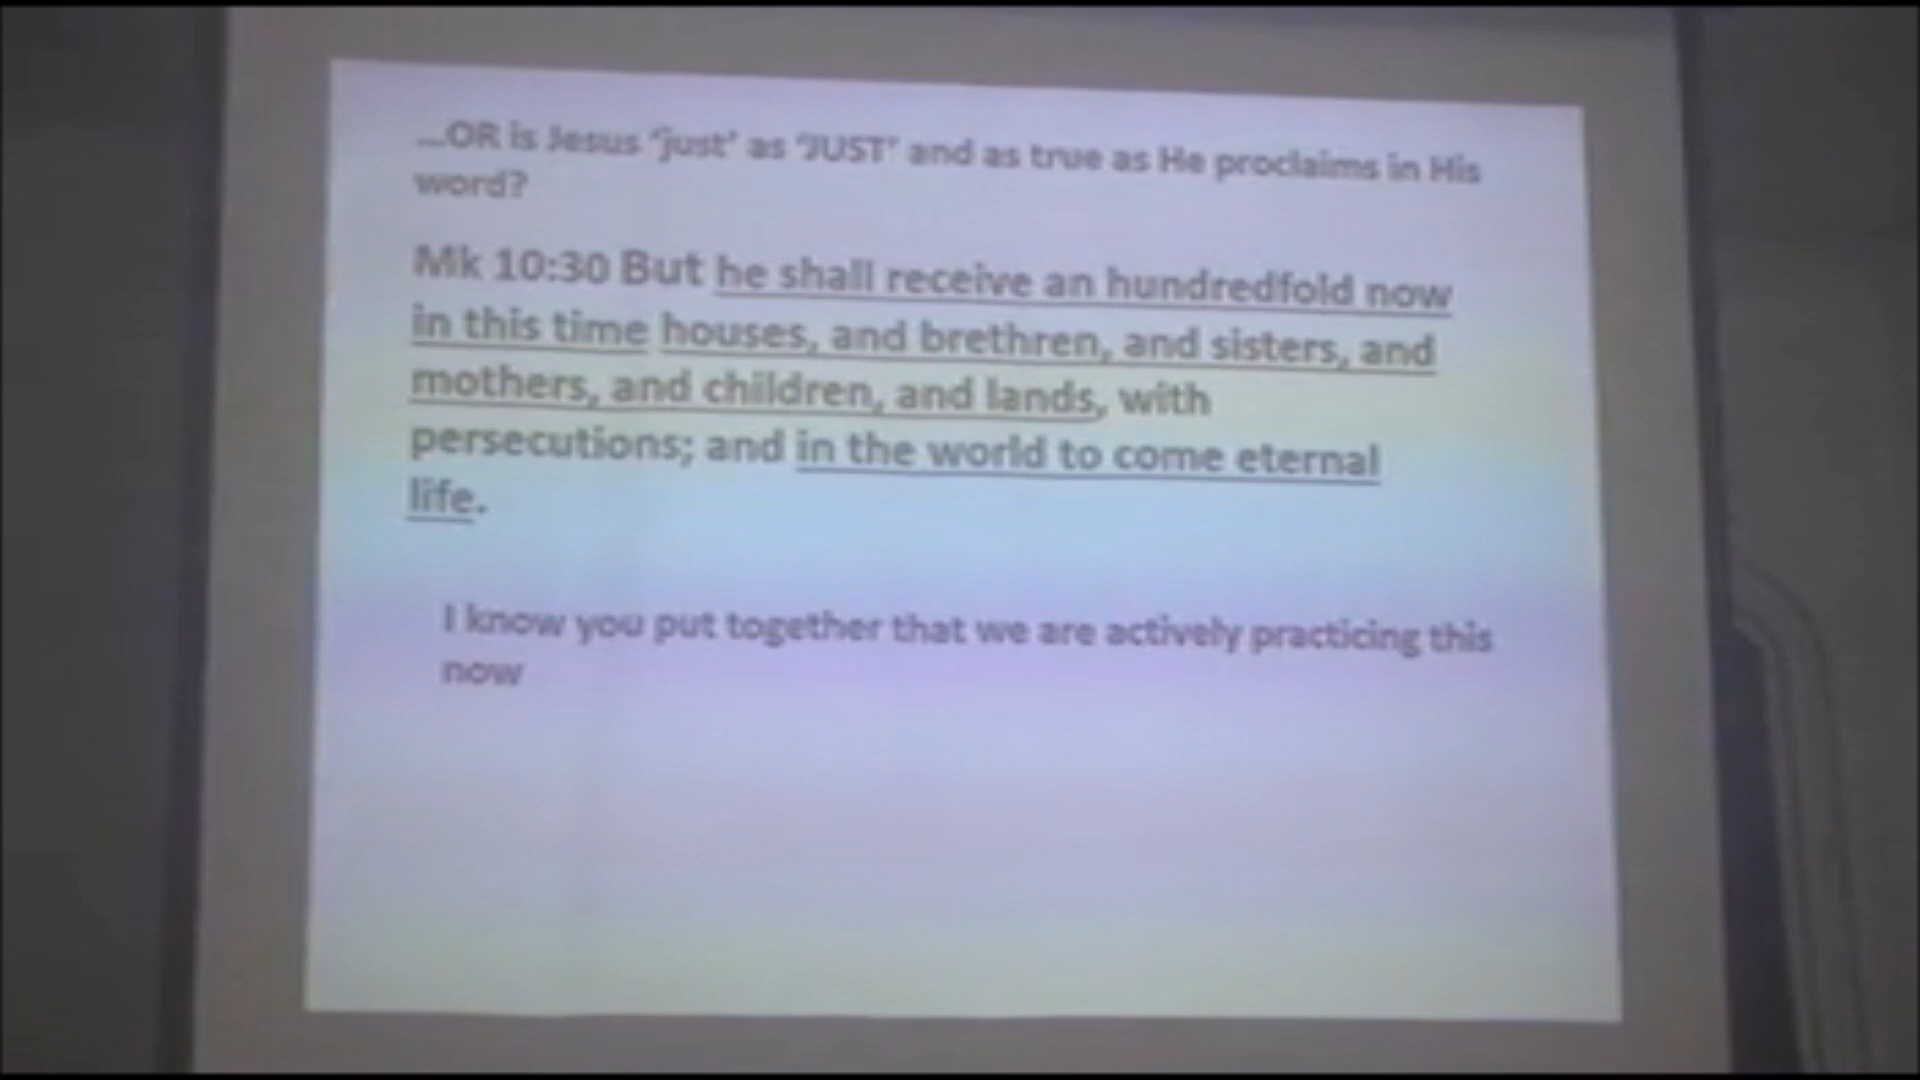 ...OR is Jesus "just' as "JUST' and as true as He proclaims in His
word?
Mk 10:30 But he shall receive an hundredfold now
in this time houses, and brethren, and sisters, and
mothers, and children, and lands, with
persecutions; and in the world to come eternal
life.
I know you put together that we are actively practicing this
now